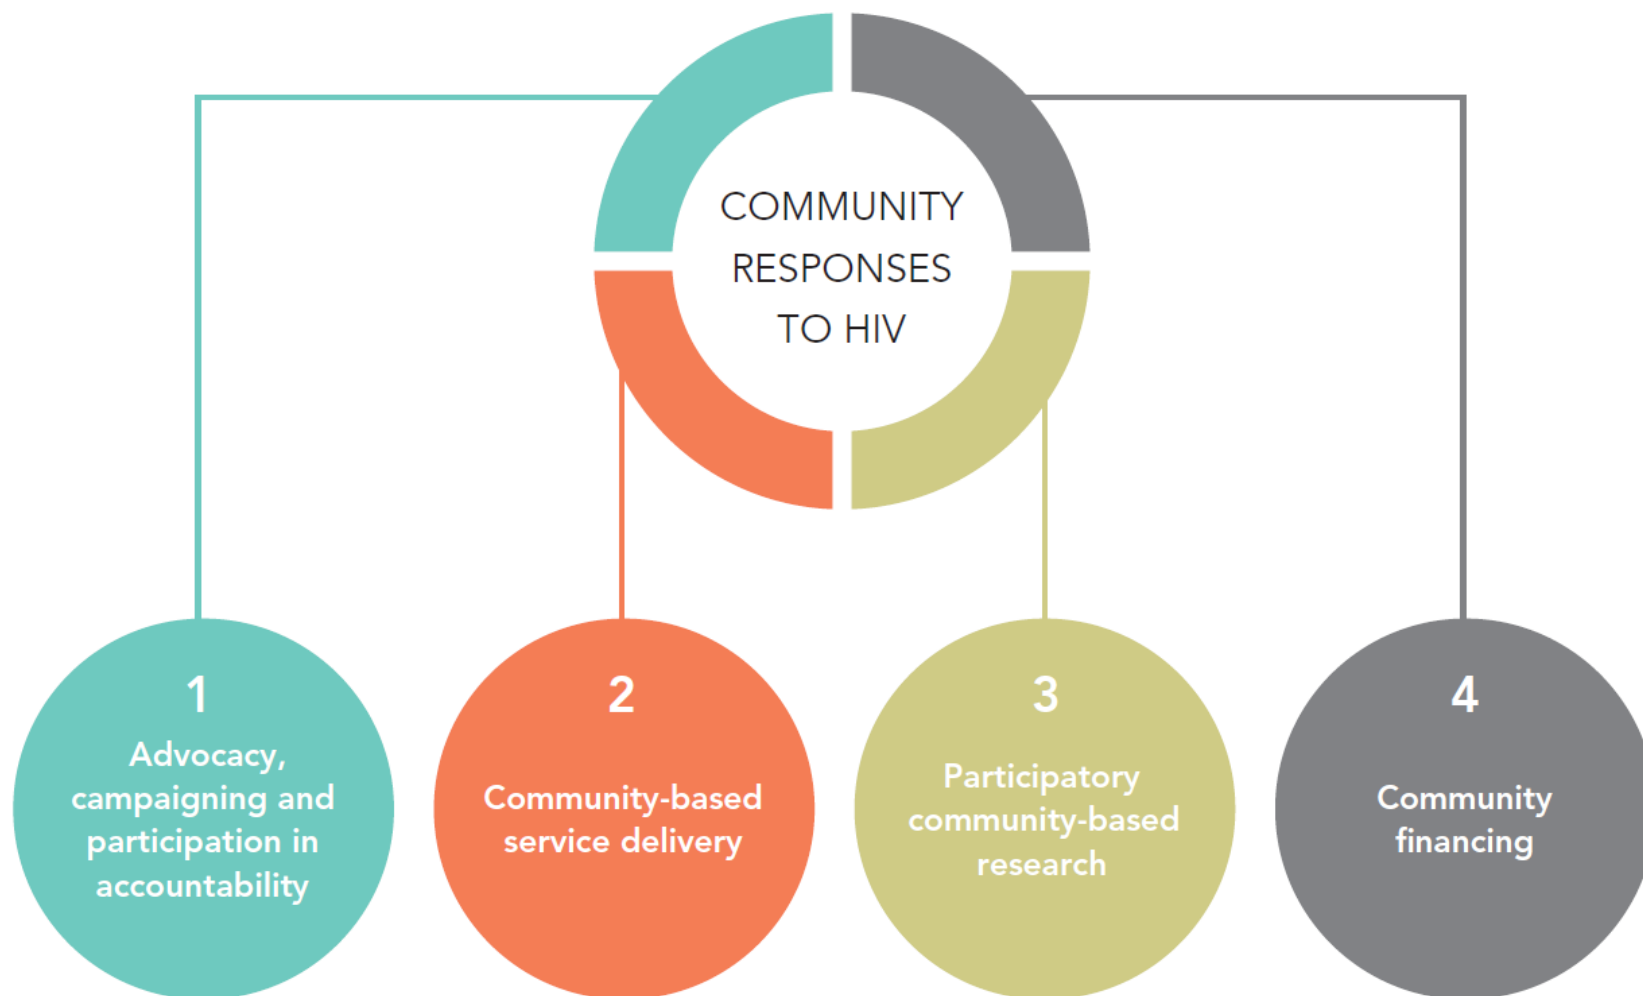 COMMUNITY
RESPONSES
TO HIV
1
Advocacy,
campaigning and
participation in
accountability
2
Community-based
service delivery
3
Participatory
community-based
research
4
Community
financing